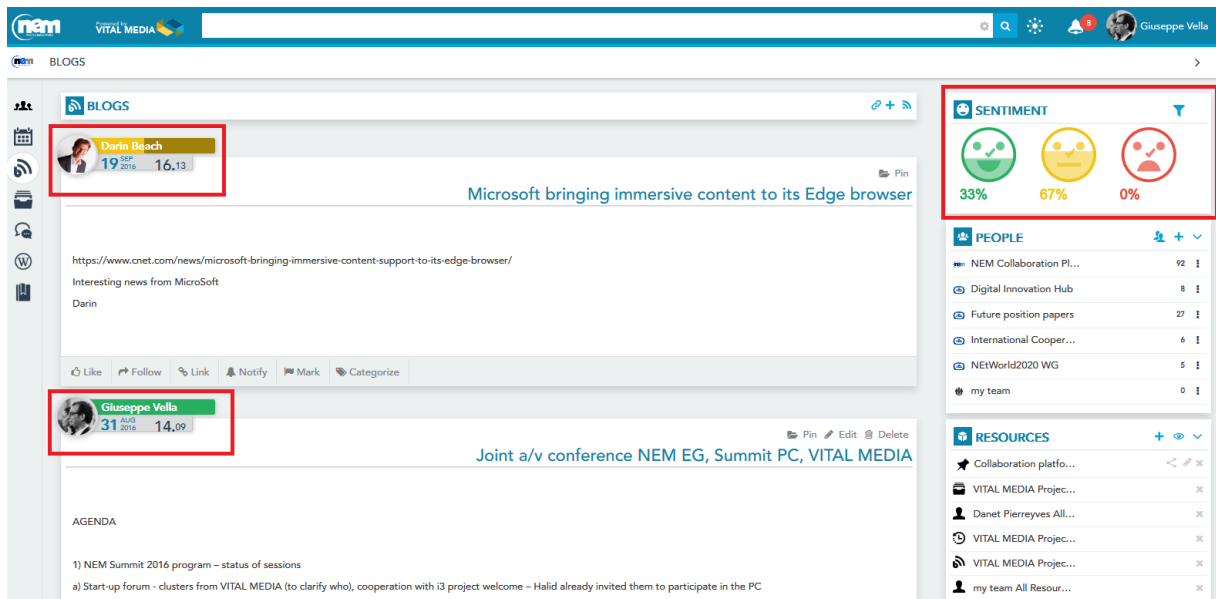 nem
Powered by
VITAL MEDIA
8
Giuseppe Vella
nem BLOGS
BLOGS
Darin Beach
19 SEP 2016 16.13
Pin
Microsoft bringing immersive content to its Edge browser
https://www.cnet.com/news/microsoft-bringing-immersive-content-support-to-its-edge-browser/
Interesting news from MicroSoft
Darin
Like Follow Link Notify Mark Categorize
Giuseppe Vella
31 AUG 2016 14.09
Pin Edit Delete
Joint a/v conference NEM EG, Summit PC, VITAL MEDIA
AGENDA
1) NEM Summit 2016 program – status of sessions
a) Start-up forum - clusters from VITAL MEDIA (to clarify who), cooperation with i3 project welcome – Halid already invited them to participate in the PC
SENTIMENT
33% 67% 0%
PEOPLE
nem NEM Collaboration Pl... 92
Digital Innovation Hub 8
Future position papers 27
International Cooper... 6
NEtWorld2020 WG 5
my team 0
RESOURCES
Collaboration platfo...
VITAL MEDIA Projec...
Danet Pierreyves All...
VITAL MEDIA Projec...
VITAL MEDIA Projec...
my team All Resour...